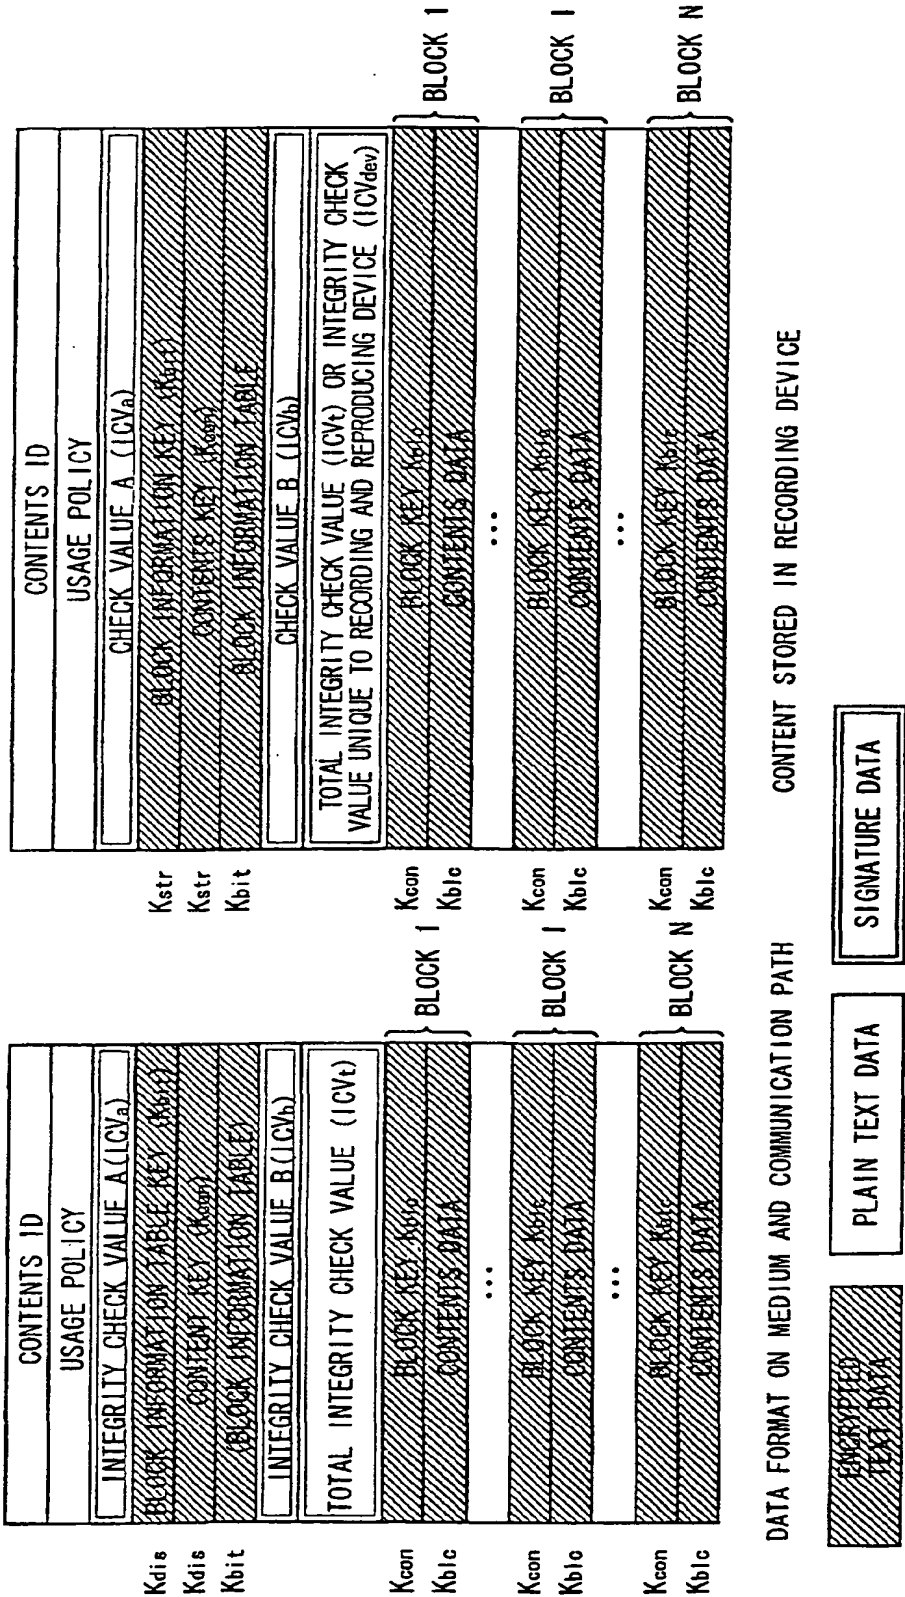 CONTENTS ID
USAGE POLICY
INTEGRITY CHECK VALUE A (ICVa)
Kdis BLOCK INFOMATION TABLE KEY (Kbit)
Kdis CONTENT KEY (Kcon)
Kbit (BLOCK INFORMATION TABLE)
INTEGRITY CHECK VALUE B (ICVb)
TOTAL INTEGRITY CHECK VALUE (ICVt)
Kcon BLOCK KEY Kblc
Kblc CONTENTS DATA
BLOCK 1
...
Kcon BLOCK KEY Kblc
Kblc CONTENTS DATA
BLOCK I
...
Kcon BLOCK KEY Kblc
Kblc CONTENTS DATA
BLOCK N
DATA FORMAT ON MEDIUM AND COMMUNICATION PATH
CONTENTS ID
USAGE POLICY
CHECK VALUE A (ICVa)
Kstr BLOCK INFORMATION KEY (Kbit)
Kstr CONTENTS KEY (Kcon)
Kbit BLOCK INFORMATION TABLE
CHECK VALUE B (ICVb)
TOTAL INTEGRITY CHECK VALUE (ICVt) OR INTEGRITY CHECK
VALUE UNIQUE TO RECORDING AND REPRODUCING DEVICE (ICVdev)
Kcon BLOCK KEY Kblc
Kblc CONTENTS DATA
BLOCK 1
...
Kcon BLOCK KEY Kblc
Kblc CONTENTS DATA
BLOCK I
...
Kcon BLOCK KEY Kblc
Kblc CONTENTS DATA
BLOCK N
CONTENT STORED IN RECORDING DEVICE
ENCRYPTED
TEXT DATA
PLAIN TEXT DATA
SIGNATURE DATA